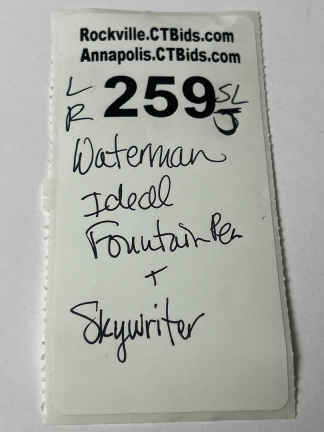 Rockville.CTBids.com
Annapolis.CTBids.com
L
R
259
SL
J
Waterman
Ideal
Fountain Pen
+
Skywriter